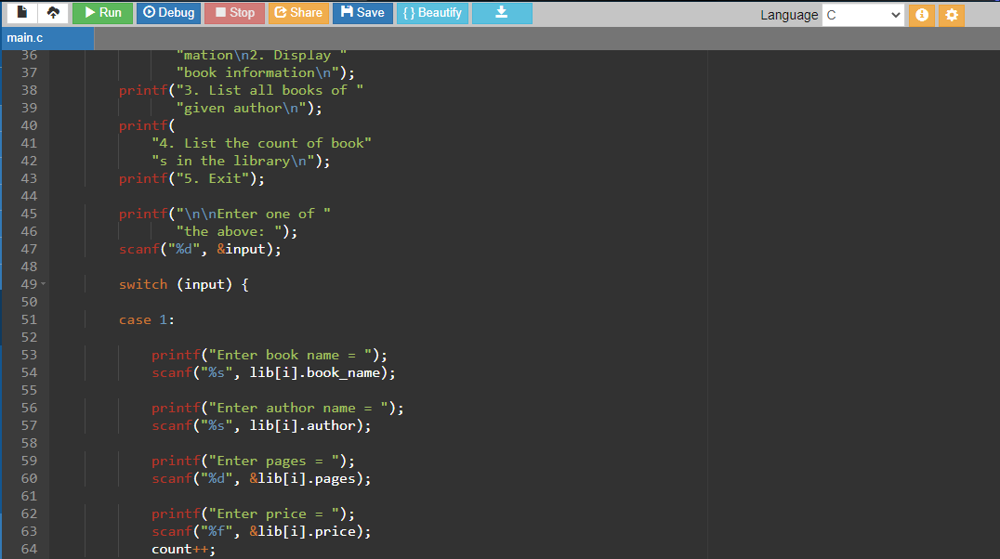 Run Debug Stop Share Save { } Beautify Language C
main.c
36 "mation\n2. Display "
37 "book information\n");
38 printf("3. List all books of "
39 "given author\n");
40 printf(
41 "4. List the count of book"
42 "s in the library\n");
43 printf("5. Exit");
44
45 printf("\n\nEnter one of "
46 "the above: ");
47 scanf("%d", &input);
48
49 switch (input) {
50
51 case 1:
52
53 printf("Enter book name = ");
54 scanf("%s", lib[i].book_name);
55
56 printf("Enter author name = ");
57 scanf("%s", lib[i].author);
58
59 printf("Enter pages = ");
60 scanf("%d", &lib[i].pages);
61
62 printf("Enter price = ");
63 scanf("%f", &lib[i].price);
64 count++;